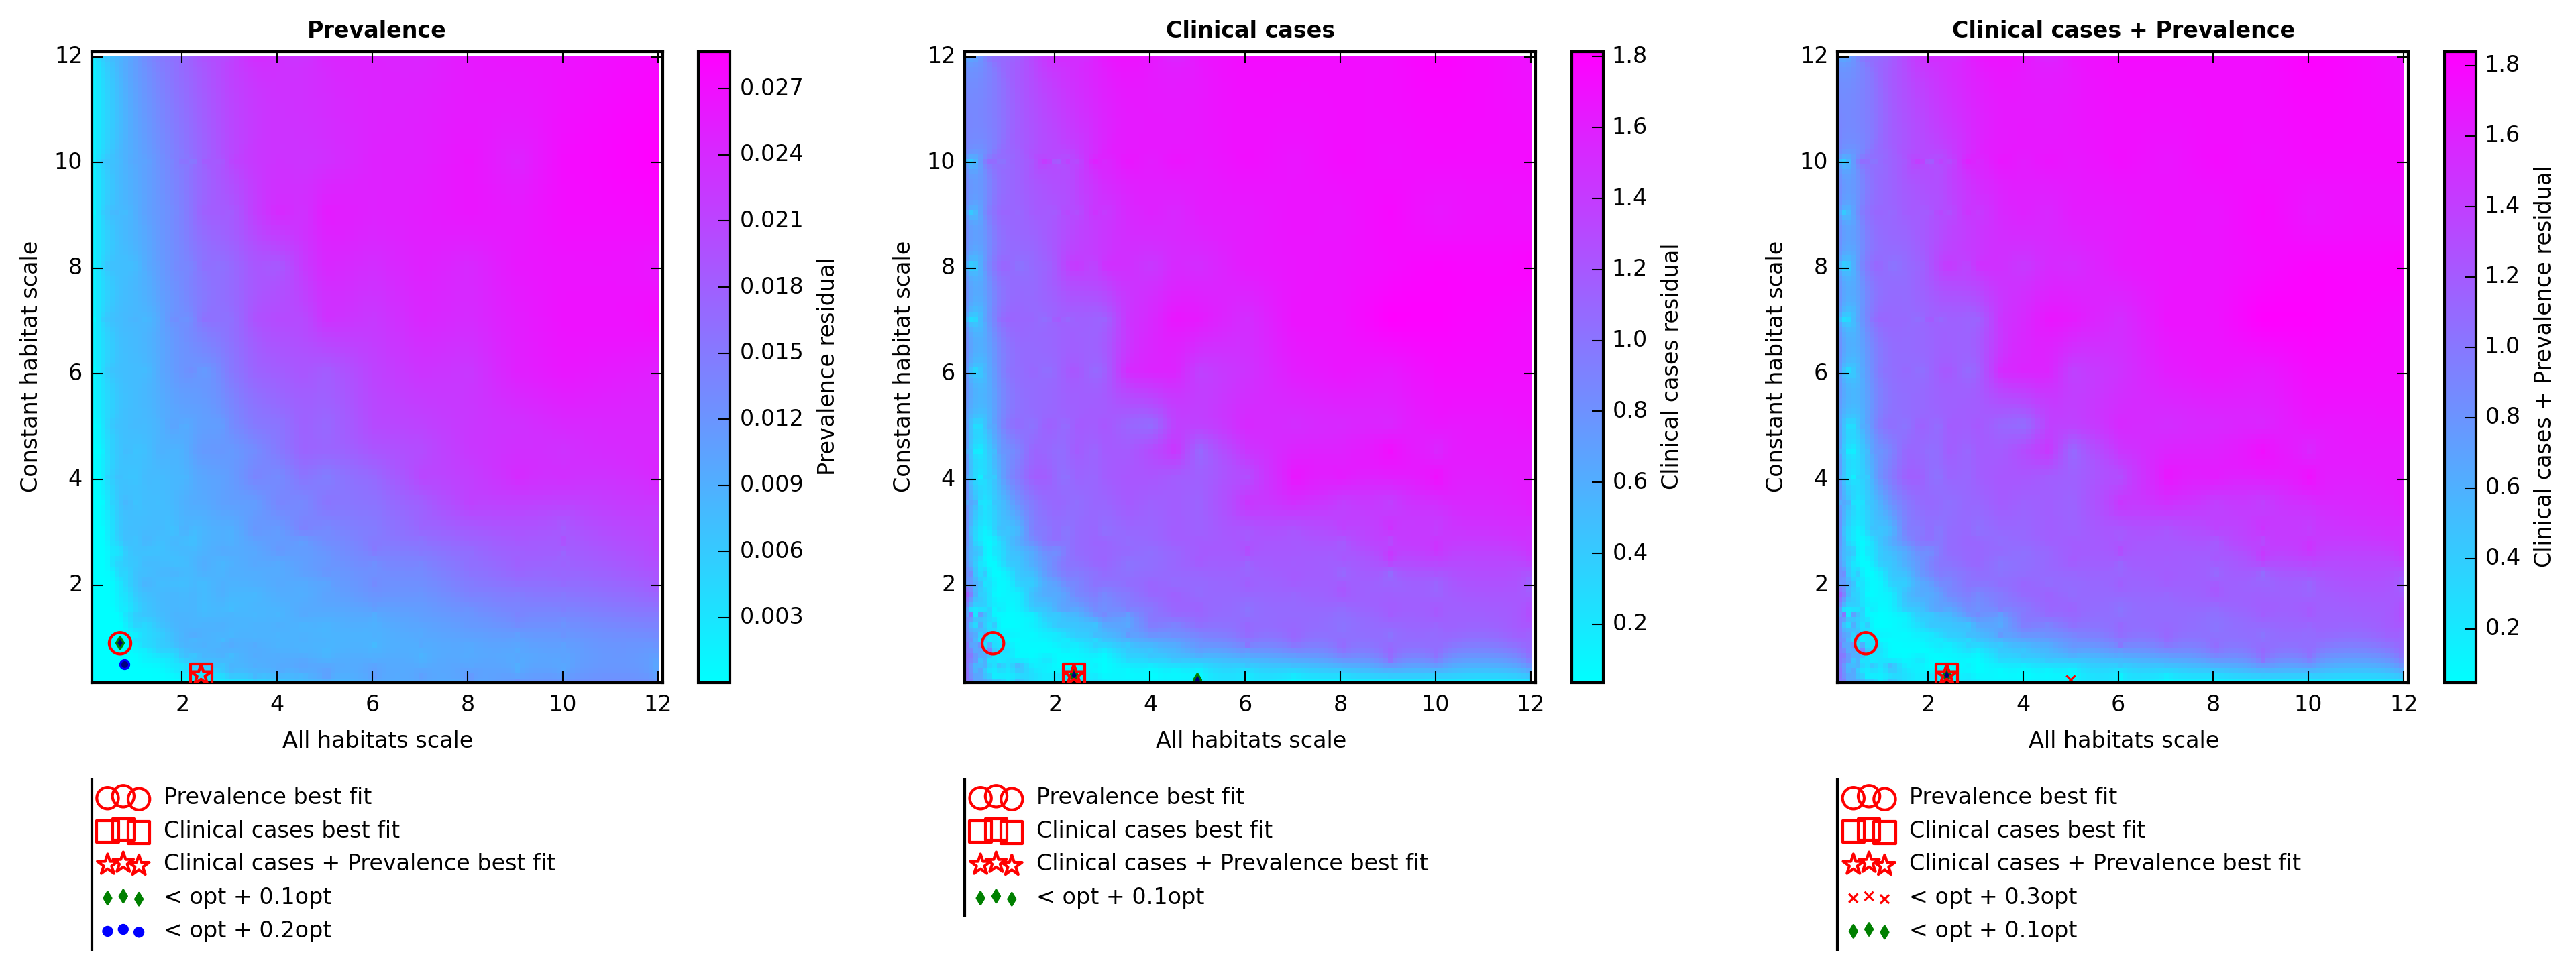 Prevalence
12
10
8
6
4
2
2 4 6 8 10 12
Constant habitat scale
All habitats scale
0.027
0.024
0.021
0.018
0.015
0.012
0.009
0.006
0.003
Prevalence residual
Prevalence best fit
Clinical cases best fit
Clinical cases + Prevalence best fit
< opt + 0.1opt
< opt + 0.2opt
Clinical cases
12
10
8
6
4
2
2 4 6 8 10 12
Constant habitat scale
All habitats scale
1.8
1.6
1.4
1.2
1.0
0.8
0.6
0.4
0.2
Clinical cases residual
Prevalence best fit
Clinical cases best fit
Clinical cases + Prevalence best fit
< opt + 0.1opt
Clinical cases + Prevalence
12
10
8
6
4
2
2 4 6 8 10 12
Constant habitat scale
All habitats scale
1.8
1.6
1.4
1.2
1.0
0.8
0.6
0.4
0.2
Clinical cases + Prevalence residual
Prevalence best fit
Clinical cases best fit
Clinical cases + Prevalence best fit
< opt + 0.3opt
< opt + 0.1opt